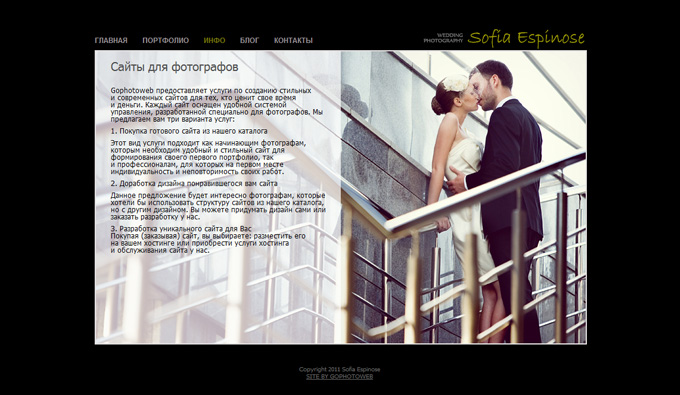 ГЛАВНАЯ ПОРТФОЛИО ИНФО БЛОГ КОНТАКТЫ
WEDDING
PHOTOGRAPHY
Sofia Espinose
Сайты для фотографов
Gophotoweb предоставляет услуги по созданию стильных
и современных сайтов для тех, кто ценит свое время
и деньги. Каждый сайт оснащен удобной системой
управления, разработанной специально для фотографов. Мы
предлагаем вам три варианта услуг:
1. Покупка готового сайта из нашего каталога
Этот вид услуги подходит как начинающим фотографам,
которым необходим удобный и стильный сайт для
формирования своего первого портфолио, так
и профессионалам, для которых на первом месте
индивидуальность и неповторимость своих работ.
2. Доработка дизайна понравившегося вам сайта
Данное предложение будет интересно фотографам, которые
хотели бы использовать структуру сайтов из нашего каталога,
но с другим дизайном. Вы можете придумать дизайн сами или
заказать разработку у нас.
3. Разработка уникального сайта для Вас
Покупая (заказывая) сайт, вы выбираете: разместить его
на вашем хостинге или приобрести услуги хостинга
и обслуживания сайта у нас.
Copyright 2011 Sofia Espinose
SITE BY GOPHOTOWEB